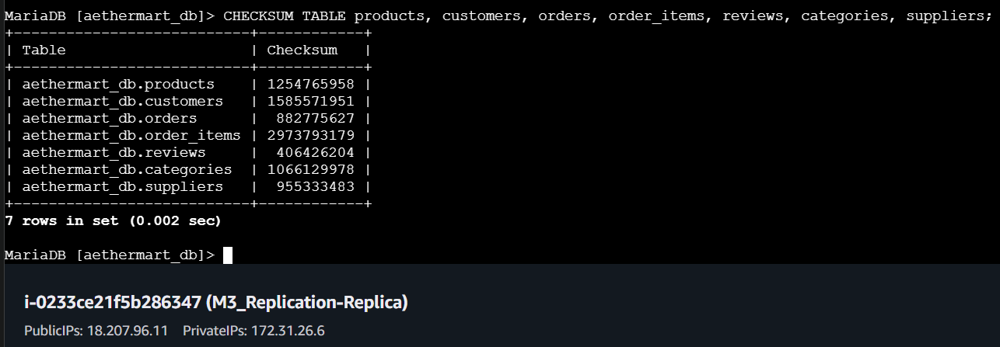 MariaDB [aethermart_db]> CHECKSUM TABLE products, customers, orders, order_items, reviews, categories, suppliers;
+---------------------------+------------+
| Table                     | Checksum   |
+---------------------------+------------+
| aethermart_db.products    | 1254765958 |
| aethermart_db.customers   | 1585571951 |
| aethermart_db.orders      |  882775627 |
| aethermart_db.order_items | 2973793179 |
| aethermart_db.reviews     |  406426204 |
| aethermart_db.categories  | 1066129978 |
| aethermart_db.suppliers   |  955333483 |
+---------------------------+------------+
7 rows in set (0.002 sec)
MariaDB [aethermart_db]>
i-0233ce21f5b286347 (M3_Replication-Replica)
PublicIPs: 18.207.96.11 PrivateIPs: 172.31.26.6